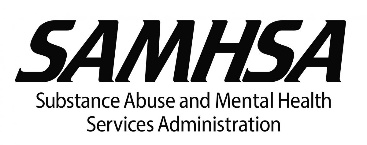 SAMHSA
Substance Abuse and Mental Health
Services Administration